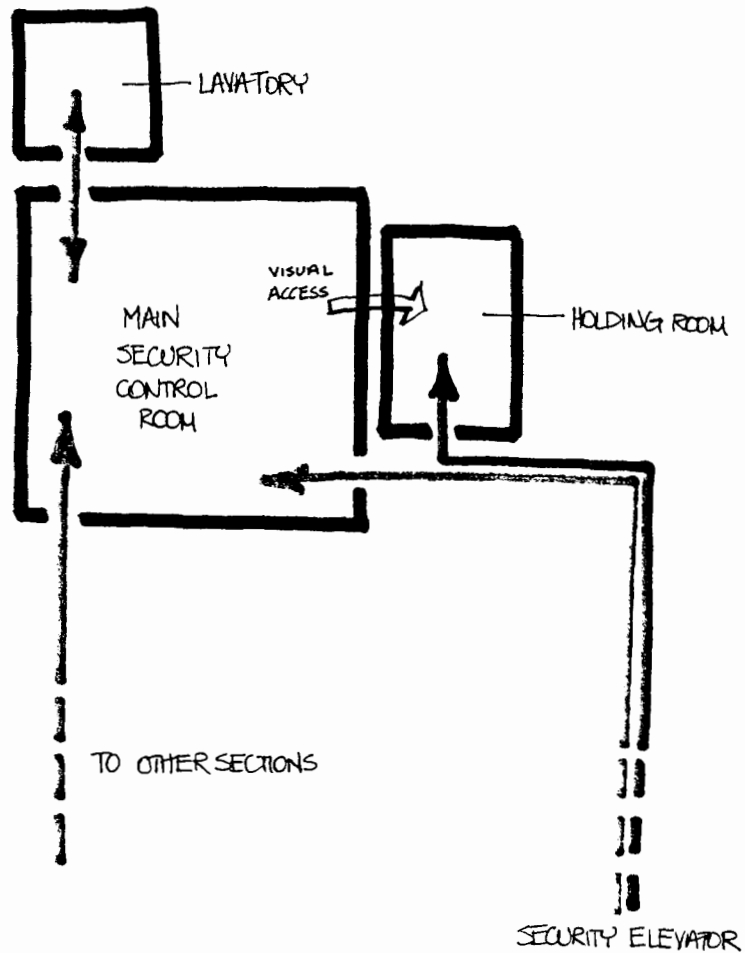 LAVATORY
VISUAL
ACCESS
MAIN
SECURITY
CONTROL
ROOM
HOLDING ROOM
TO OTHER SECTIONS
SECURITY ELEVATOR